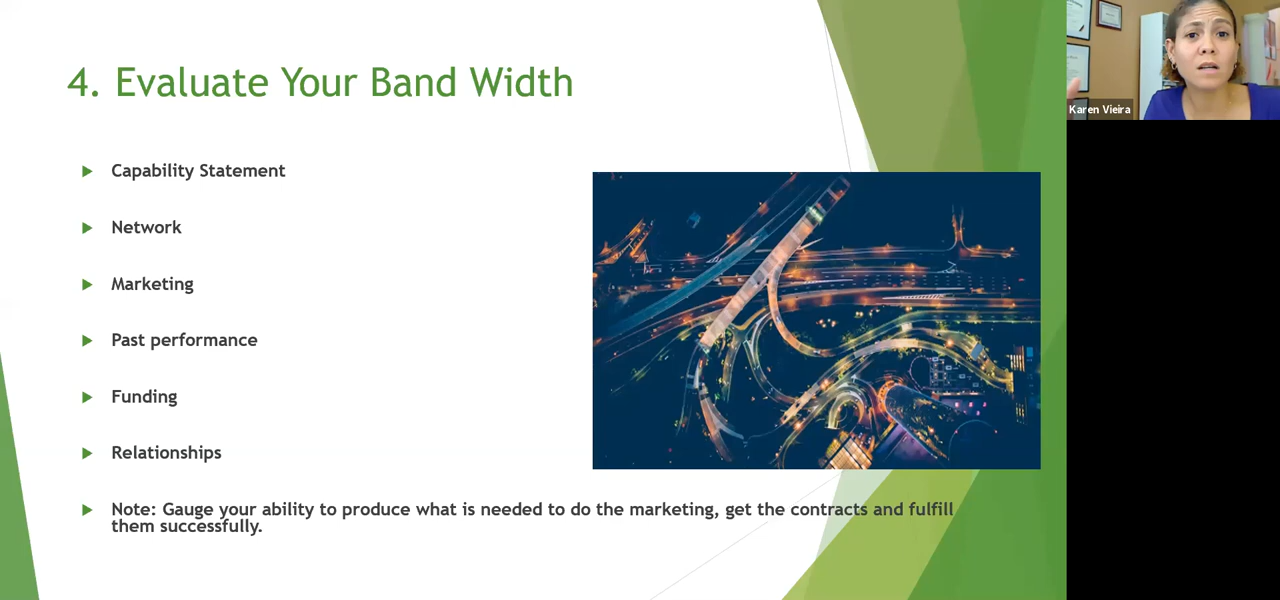 4. Evaluate Your Band Width
Capability Statement
Network
Marketing
Past performance
Funding
Relationships
Note: Gauge your ability to produce what is needed to do the marketing, get the contracts and fulfill
them successfully.
Karen Vieira